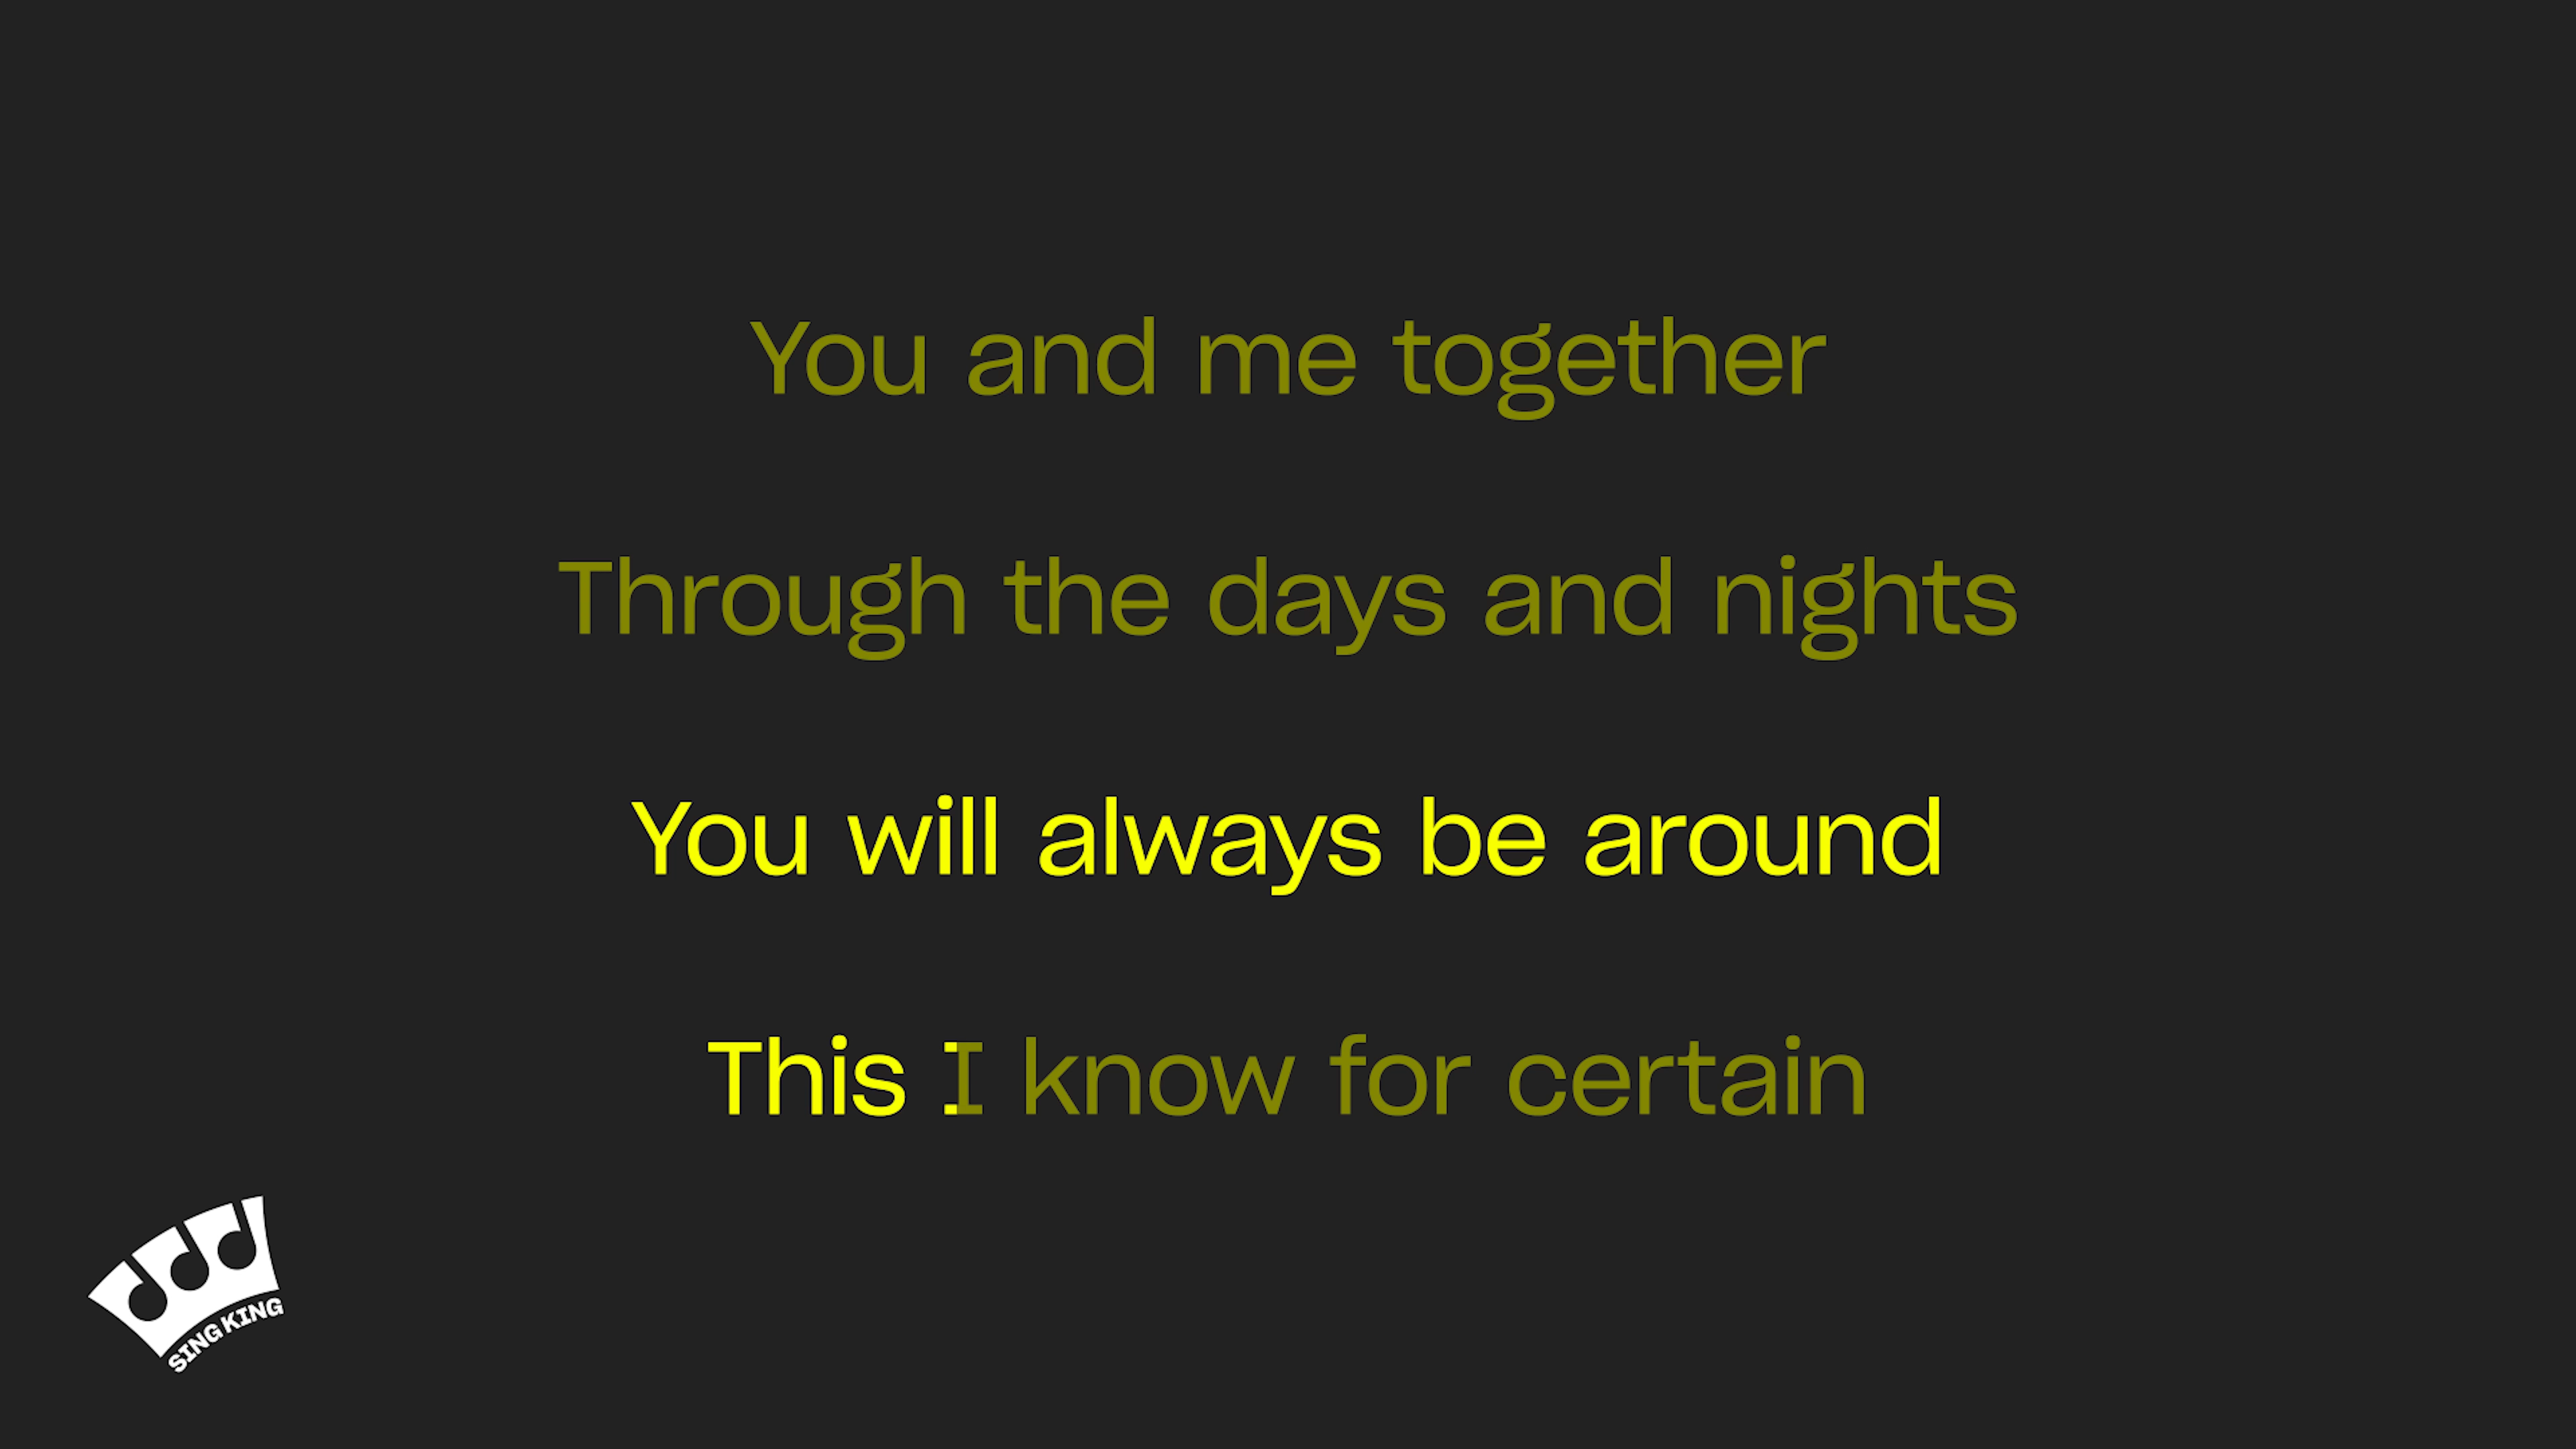 You and me together
Through the days and nights
You will always be around
This I know for certain
SING KING